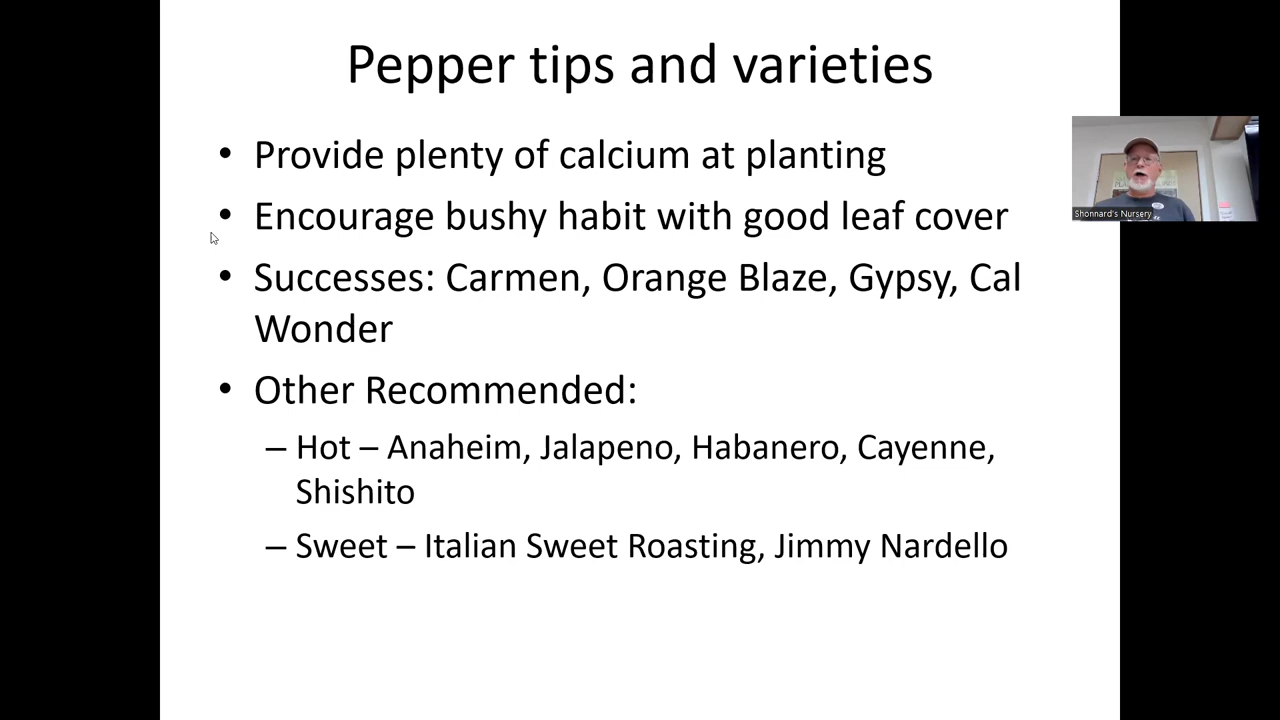 Pepper tips and varieties
• Provide plenty of calcium at planting
• Encourage bushy habit with good leaf cover
• Successes: Carmen, Orange Blaze, Gypsy, Cal
Wonder
• Other Recommended:
– Hot – Anaheim, Jalapeno, Habanero, Cayenne,
Shishito
– Sweet – Italian Sweet Roasting, Jimmy Nardello
Shonnard's Nursery